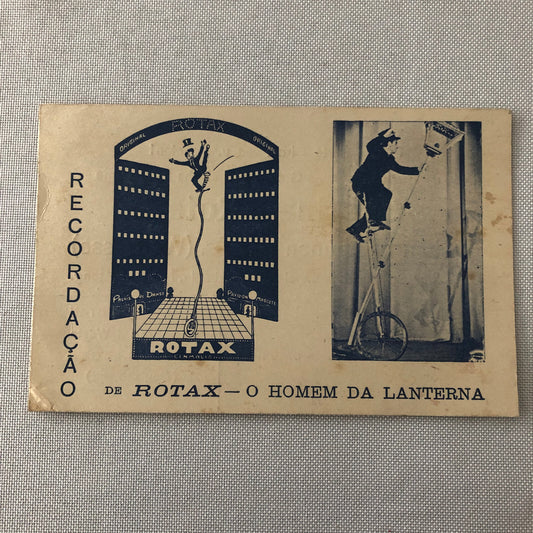 RECORDAÇÃO
ORIGINAL ROTAX ORIGINAL
ROTAX
DE ROTAX — O HOMEM DA LANTERNA